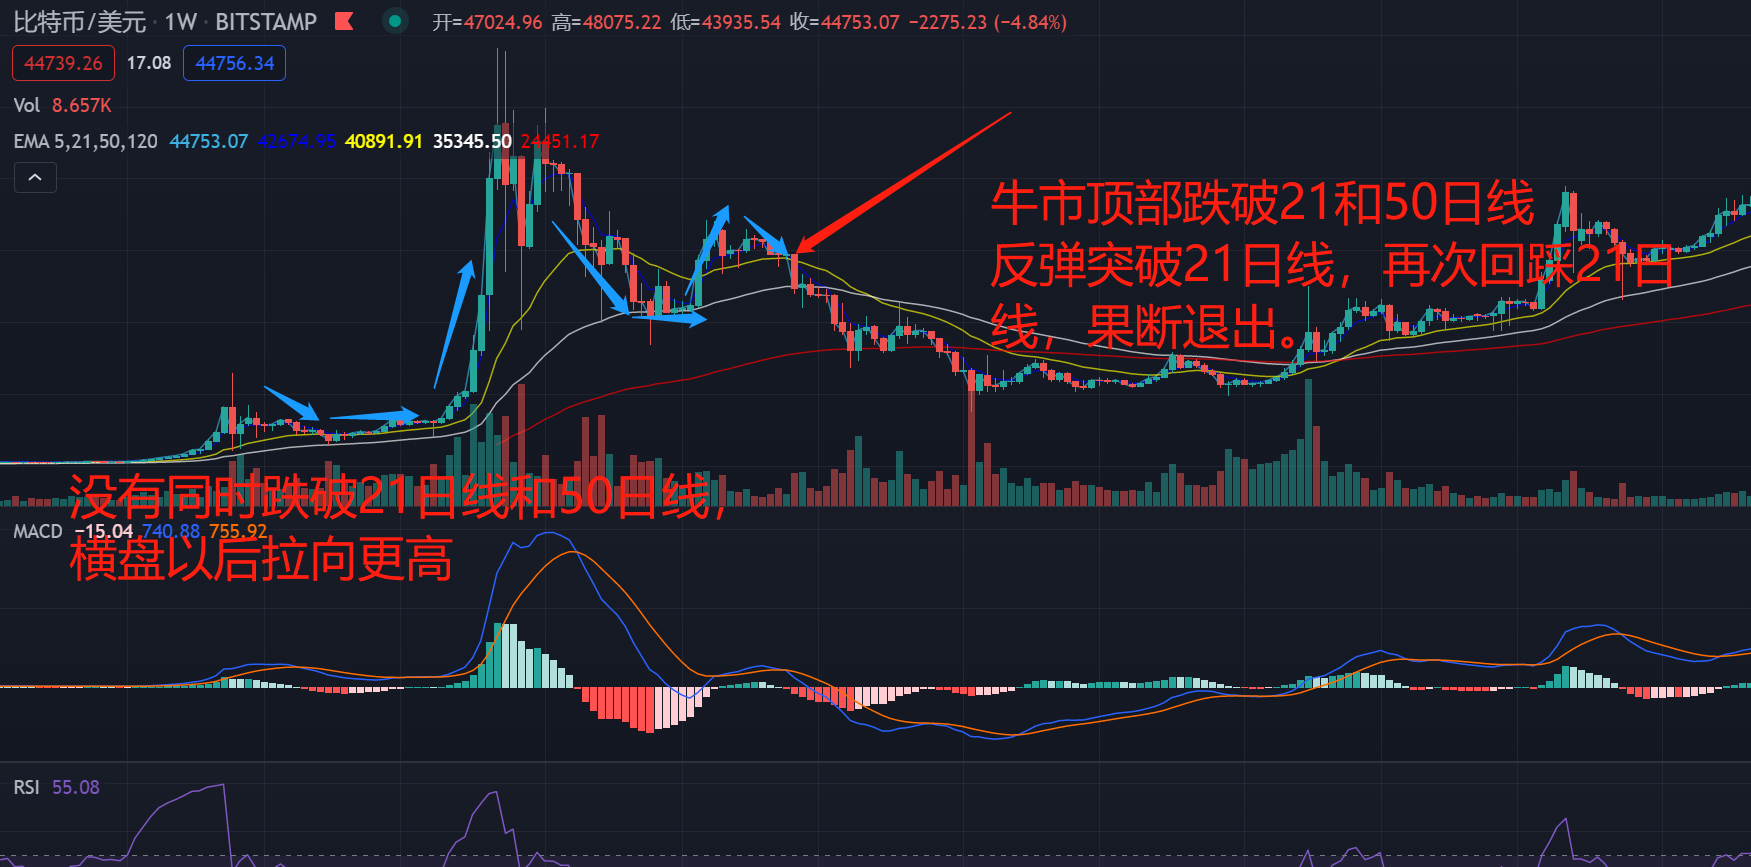 比特币/美元 · 1W · BITSTAMP 开=47024.96 高=48075.22 低=43935.54 收=44753.07 −2275.23 (−4.84%)
44739.26 17.08 44756.34
Vol 8.657K
EMA 5,21,50,120 44753.07 42674.95 40891.91 35345.50 24451.17
牛市顶部跌破21和50日线
反弹突破21日线，再次回踩21日
线，果断退出。
没有同时跌破21日线和50日线，
MACD −15.04 740.88 755.92
横盘以后拉向更高
RSI 55.08